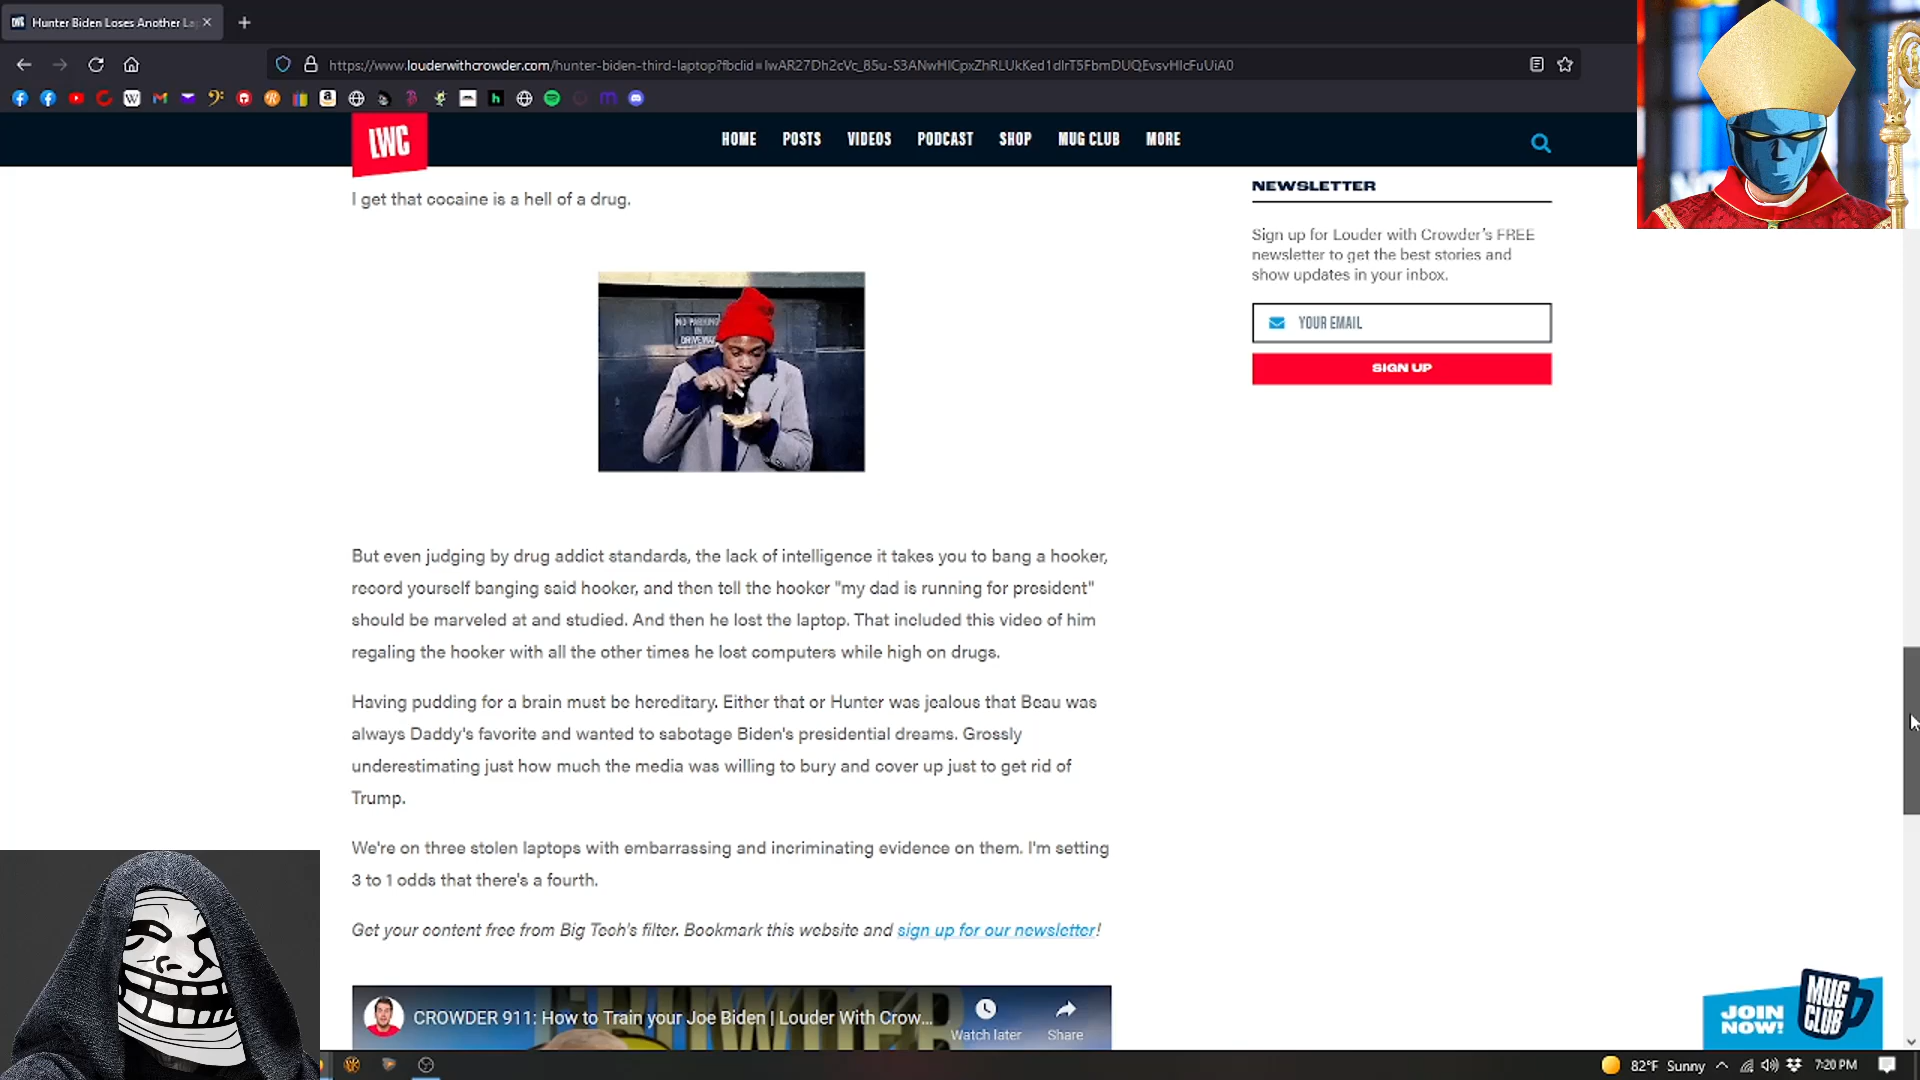 Hunter Biden Loses Another La
https://www.louderwithcrowder.com/hunter-biden-third-laptop?fbclid=IwAR27Dh2cVc_85u-S3ANwHlCpxZhRLUkKed1dlrT5FbmDUQEvsvHIcFuUiA0
LWC
HOME POSTS VIDEOS PODCAST SHOP MUG CLUB MORE
I get that cocaine is a hell of a drug.
NO PARKING
IN
DRIVEWAY
But even judging by drug addict standards, the lack of intelligence it takes you to bang a hooker,
record yourself banging said hooker, and then tell the hooker "my dad is running for president"
should be marveled at and studied. And then he lost the laptop. That included this video of him
regaling the hooker with all the other times he lost computers while high on drugs.
Having pudding for a brain must be hereditary. Either that or Hunter was jealous that Beau was
always Daddy's favorite and wanted to sabotage Biden's presidential dreams. Grossly
underestimating just how much the media was willing to bury and cover up just to get rid of
Trump.
We're on three stolen laptops with embarrassing and incriminating evidence on them. I'm setting
3 to 1 odds that there's a fourth.
Get your content free from Big Tech's filter. Bookmark this website and sign up for our newsletter!
CROWDER 911: How to Train your Joe Biden | Louder With Crow...
Watch later
Share
NEWSLETTER
Sign up for Louder with Crowder's FREE
newsletter to get the best stories and
show updates in your inbox.
YOUR EMAIL
SIGN UP
JOIN
NOW!
MUG
CLUB
82°F Sunny
7:20 PM